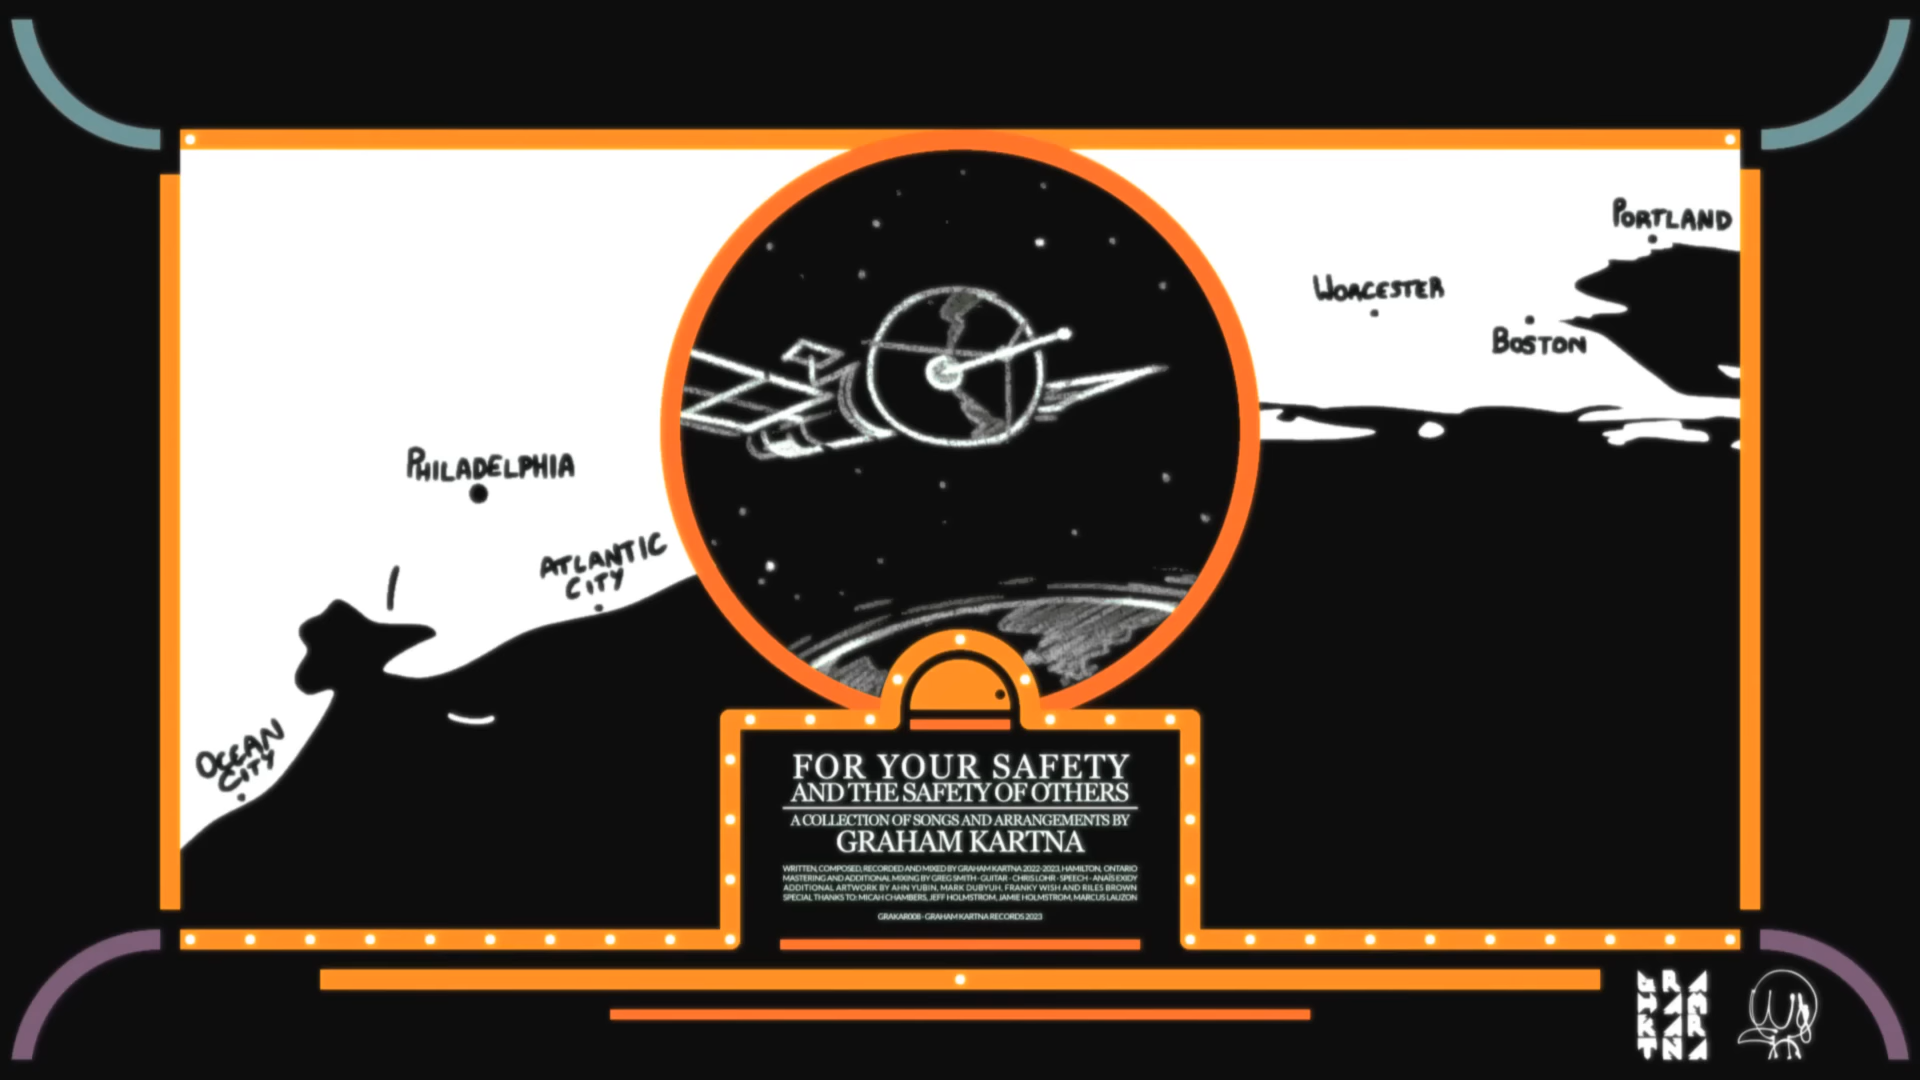 PORTLAND
WORCESTER
BOSTON
PHILADELPHIA
ATLANTIC
CITY
OCEAN
CITY
FOR YOUR SAFETY
AND THE SAFETY OF OTHERS
A COLLECTION OF SONGS AND ARRANGEMENTS BY
GRAHAM KARTNA
WRITTEN, COMPOSED, RECORDED AND MIXED BY GRAHAM KARTNA 2022-2023, HAMILTON, ONTARIO
MASTERING AND ADDITIONAL MIXING BY GREG SMITH - GUITAR - CHRIS LOHR - SPEECH - ANAÏS EXIDY
ADDITIONAL ARTWORK BY AHN YUBIN, MARK DUBYUH, FRANKY WISH AND RILES BROWN
SPECIAL THANKS TO: MICAH CHAMBERS, JEFF HOLMSTROM, JAMIE HOLMSTROM, MARCUS LAUZON
GRAKAR008 - GRAHAM KARTNA RECORDS 2023
GRA
HAM
KAR
TNA